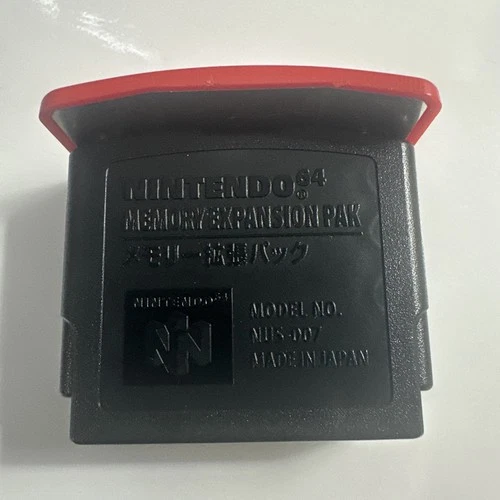 NINTENDO64®
MEMORY EXPANSION PAK
メモリー拡張パック
NINTENDO64
MODEL NO.
NUS-007
MADE IN JAPAN